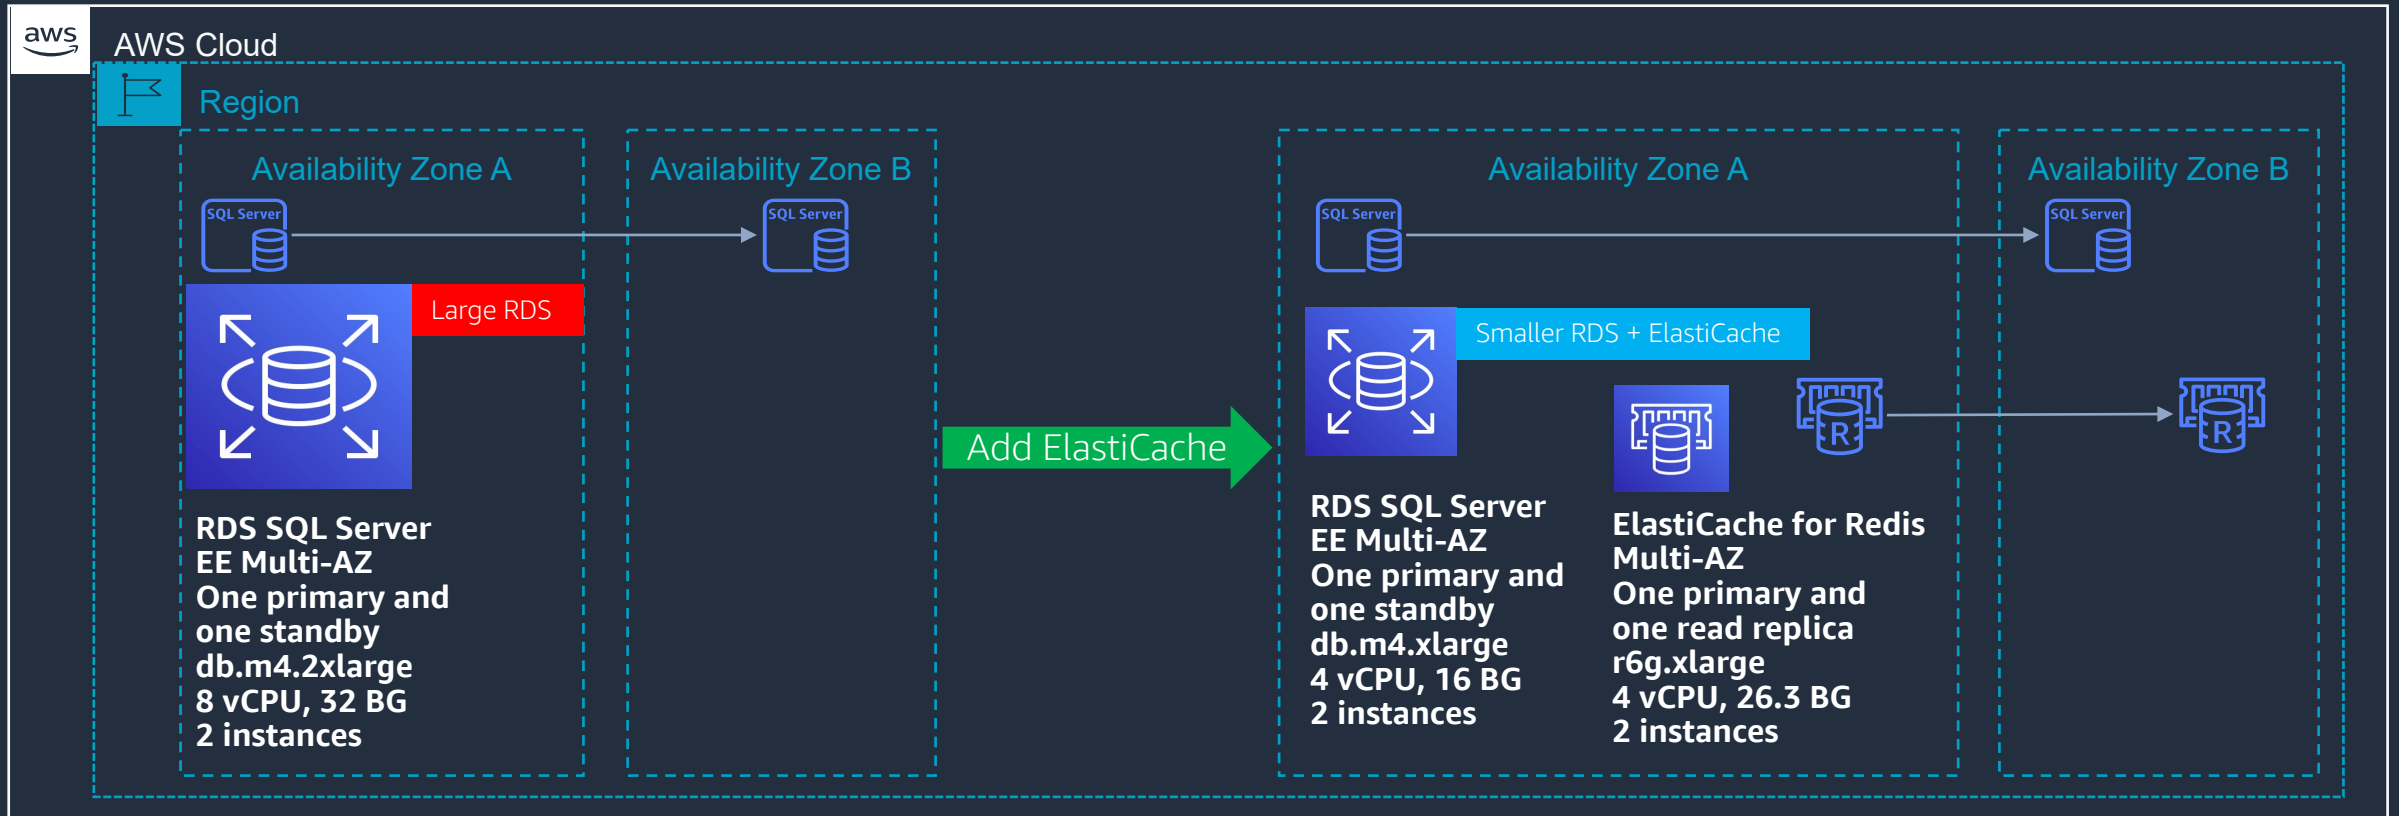 aws
AWS Cloud
Region
Availability Zone A
SQL Server
Large RDS
RDS SQL Server
EE Multi-AZ
One primary and
one standby
db.m4.2xlarge
8 vCPU, 32 BG
2 instances
Availability Zone B
SQL Server
Add ElastiCache
Availability Zone A
SQL Server
Smaller RDS + ElastiCache
RDS SQL Server
EE Multi-AZ
One primary and
one standby
db.m4.xlarge
4 vCPU, 16 BG
2 instances
R
ElastiCache for Redis
Multi-AZ
One primary and
one read replica
r6g.xlarge
4 vCPU, 26.3 BG
2 instances
Availability Zone B
SQL Server
R